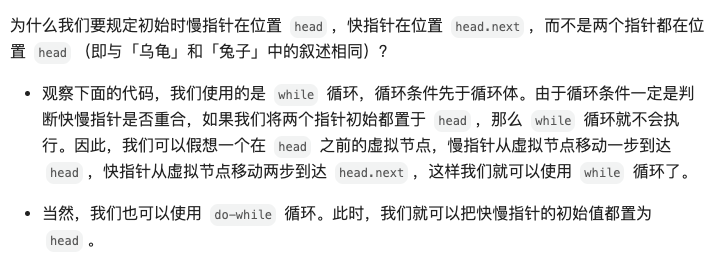 为什么我们要规定初始时慢指针在位置 head，快指针在位置 head.next，而不是两个指针都在位
置 head（即与「乌龟」和「兔子」中的叙述相同）？
• 观察下面的代码，我们使用的是 while 循环，循环条件先于循环体。由于循环条件一定是判
断快慢指针是否重合，如果我们将两个指针初始都置于 head，那么 while 循环就不会执
行。因此，我们可以假想一个在 head 之前的虚拟节点，慢指针从虚拟节点移动一步到达
head，快指针从虚拟节点移动两步到达 head.next，这样我们就可以使用 while 循环了。
• 当然，我们也可以使用 do-while 循环。此时，我们就可以把快慢指针的初始值都置为
head。